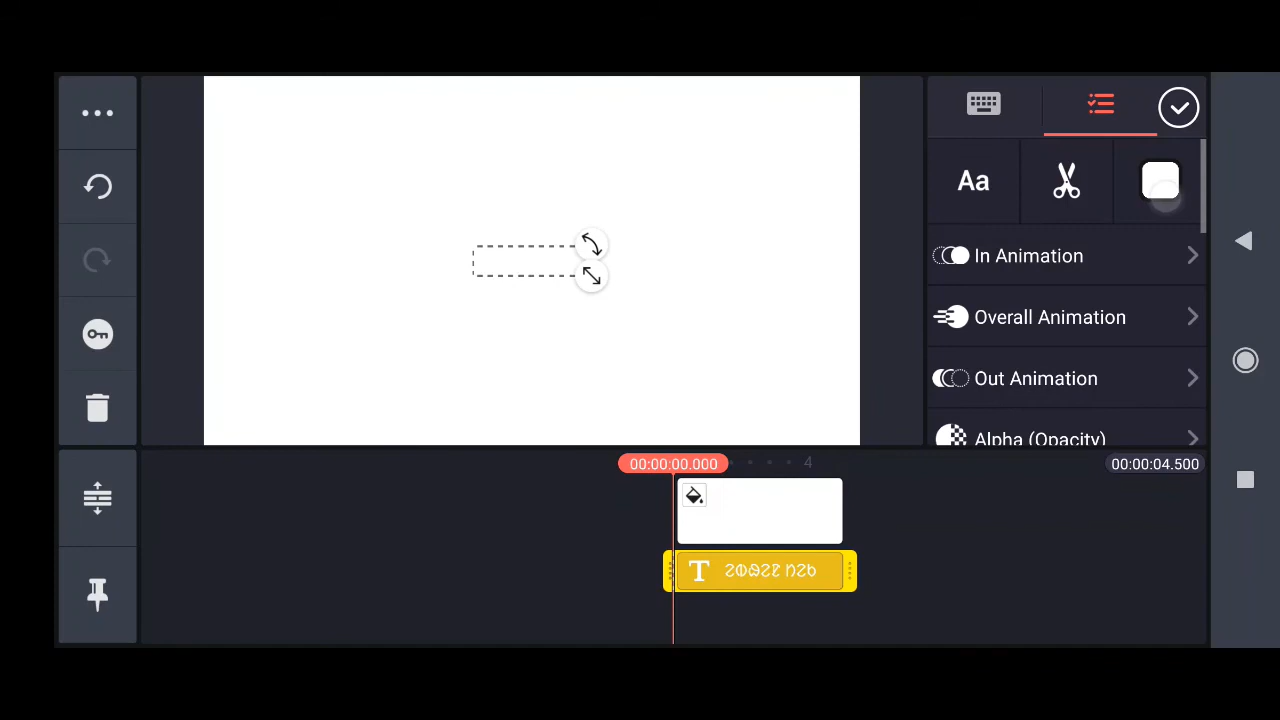 Aa
In Animation
Overall Animation
Out Animation
Alpha (Opacity)
00:00:00.000
4
00:00:04.500
T